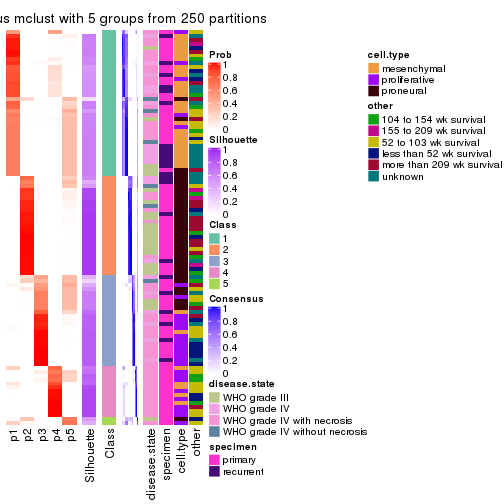 us mclust with 5 groups from 250 partitions
Prob
1
0.8
0.6
0.4
0.2
0
Silhouette
1
0.8
0.6
0.4
0.2
0
Class
1
2
3
4
5
Consensus
1
0.8
0.6
0.4
0.2
0
disease.state
WHO grade III
WHO grade IV
WHO grade IV with necrosis
WHO grade IV without necrosis
specimen
primary
recurrent
cell.type
mesenchymal
proliferative
proneural
other
104 to 154 wk survival
155 to 209 wk survival
52 to 103 wk survival
less than 52 wk survival
more than 209 wk survival
unknown
p1
p2
p3
p4
p5
Silhouette
Class
disease.state
specimen
cell.type
other